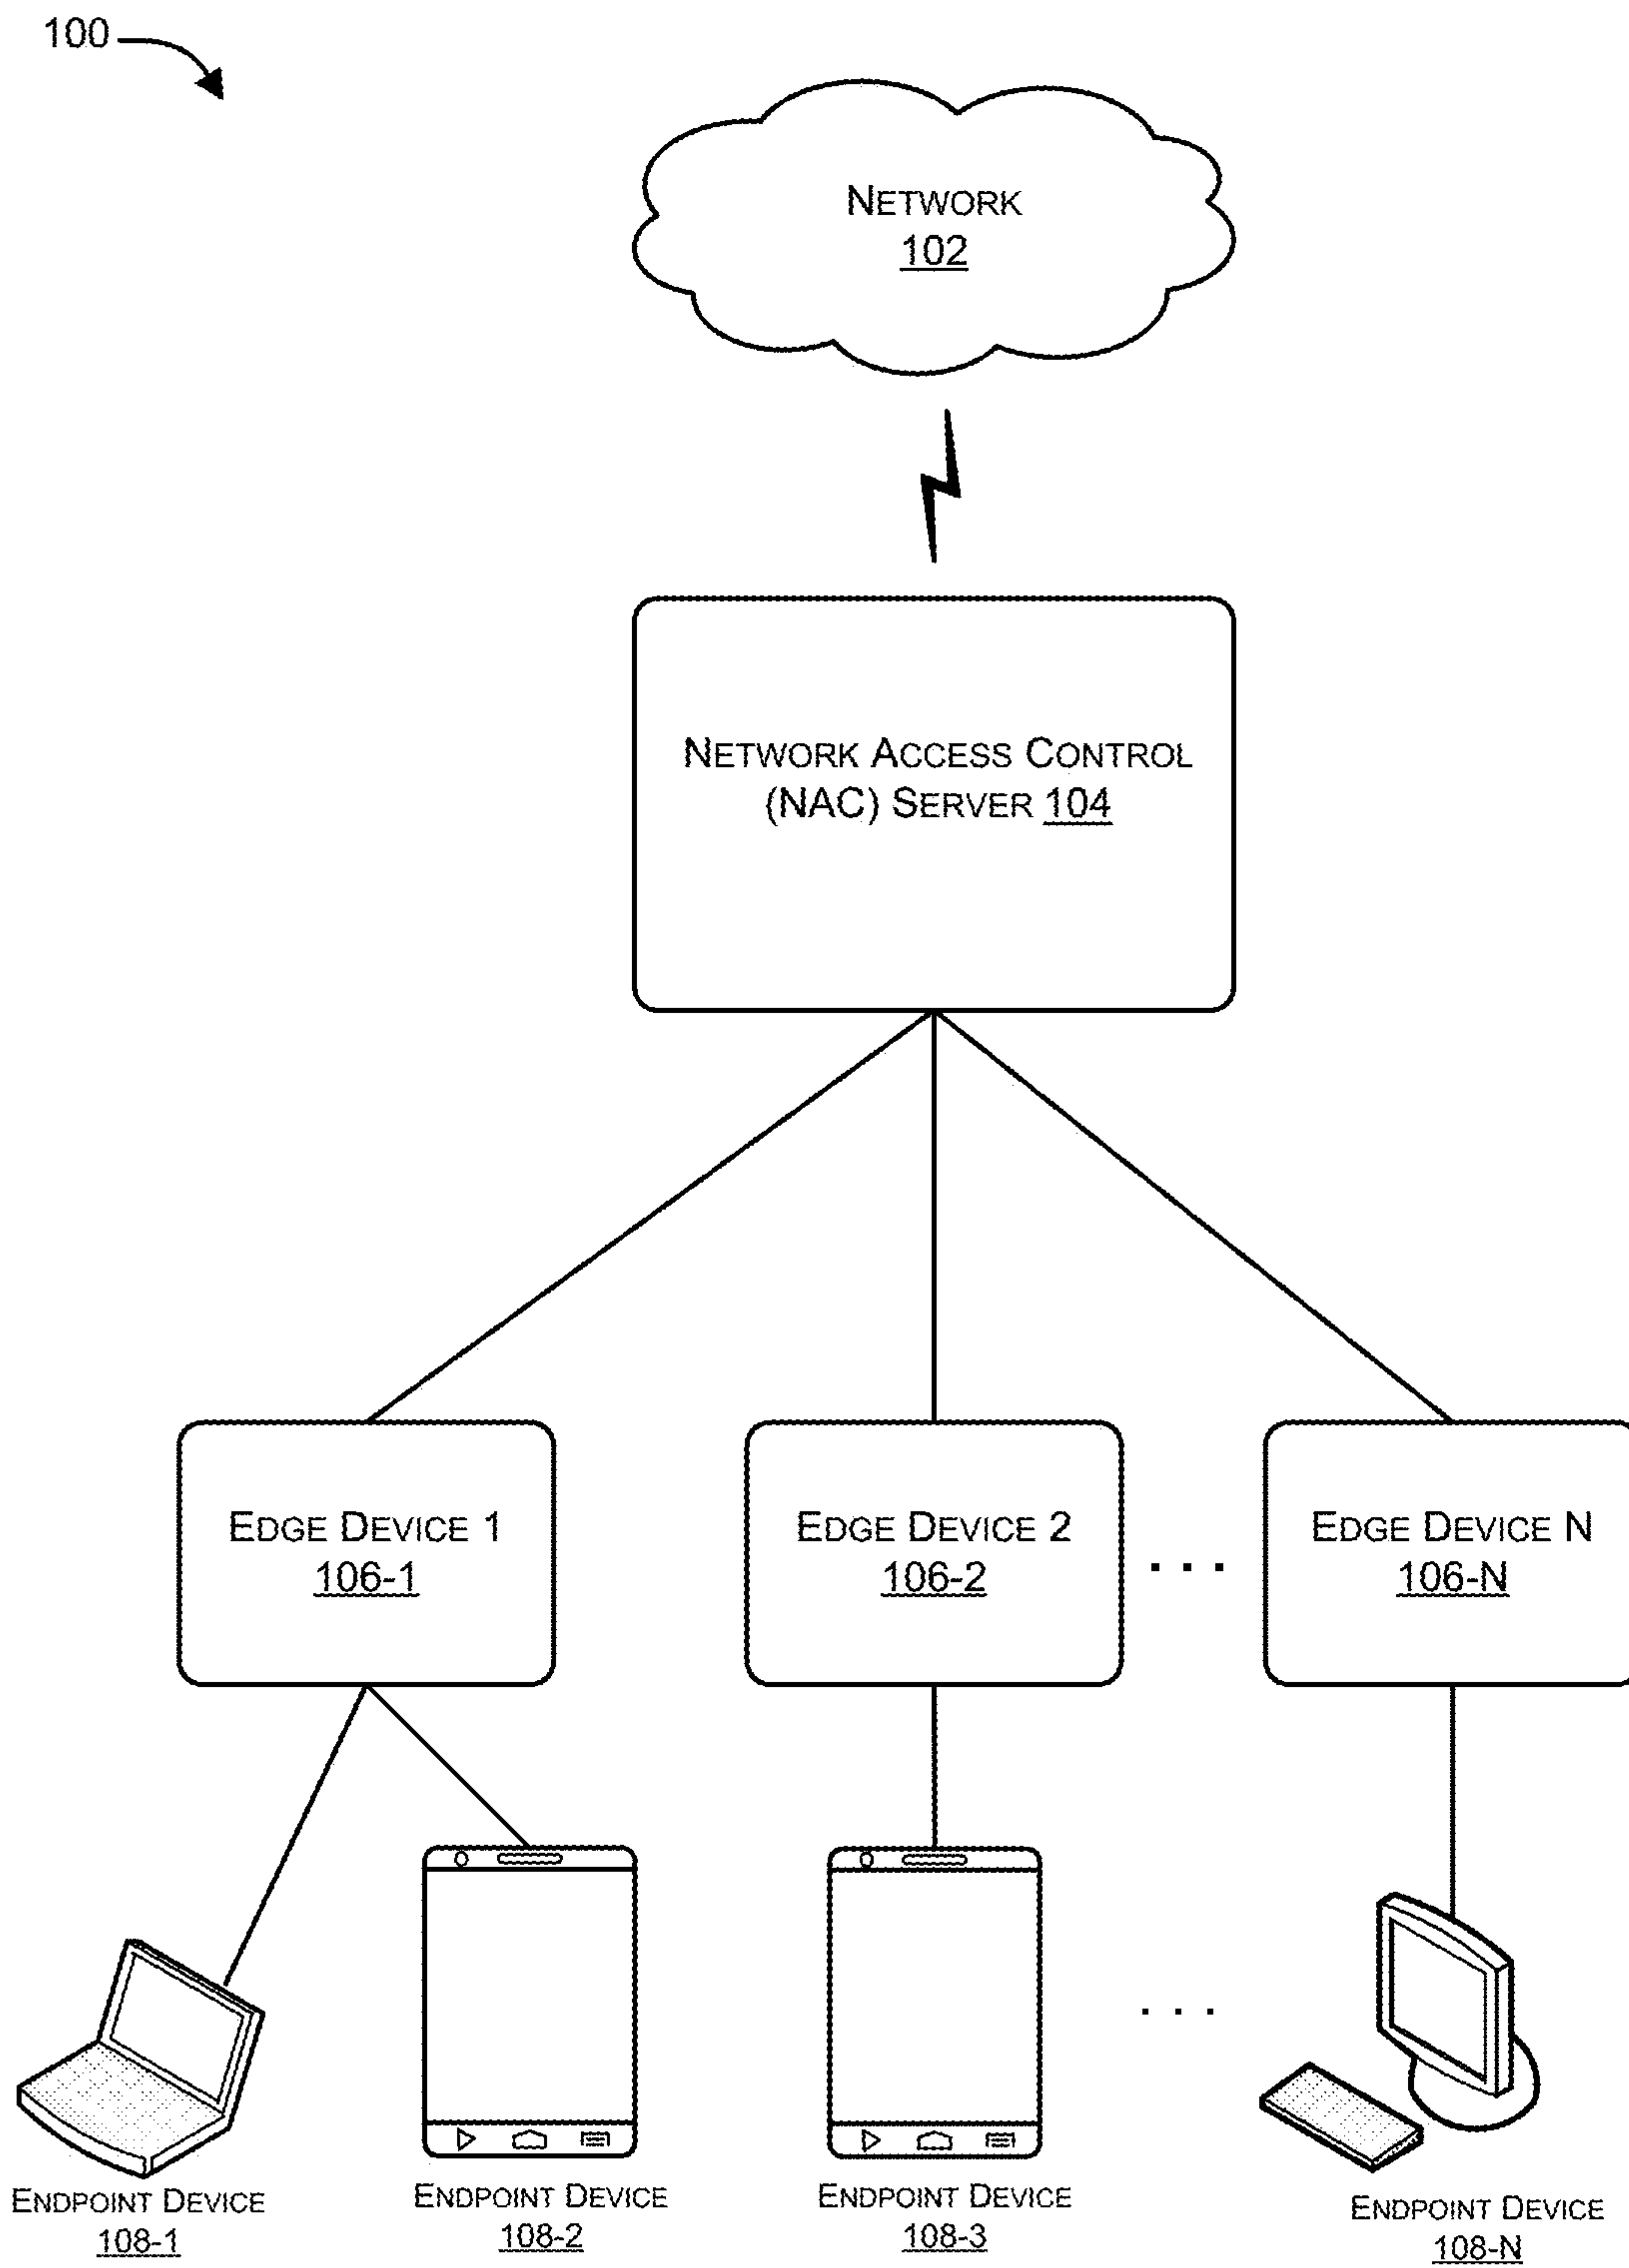 100
NETWORK
102
NETWORK ACCESS CONTROL
(NAC) SERVER 104
EDGE DEVICE 1
106-1
EDGE DEVICE 2
106-2
. . .
EDGE DEVICE N
106-N
. . .
ENDPOINT DEVICE
108-1
ENDPOINT DEVICE
108-2
ENDPOINT DEVICE
108-3
ENDPOINT DEVICE
108-N